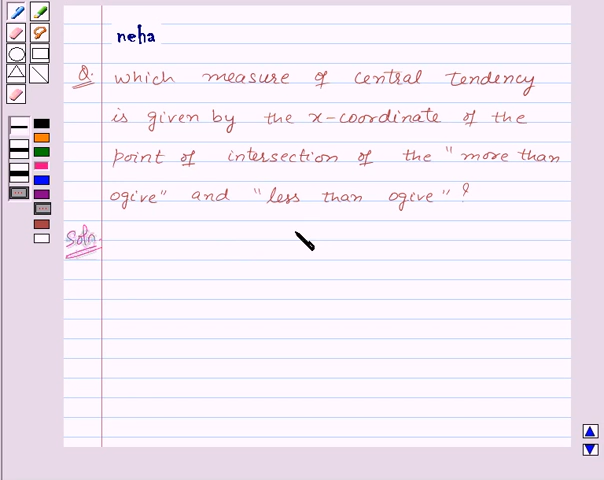 neha
Q. which measure of central tendency
is given by the x-coordinate of the
point of intersection of the "more than
ogive" and "less than ogive"?
Soln.